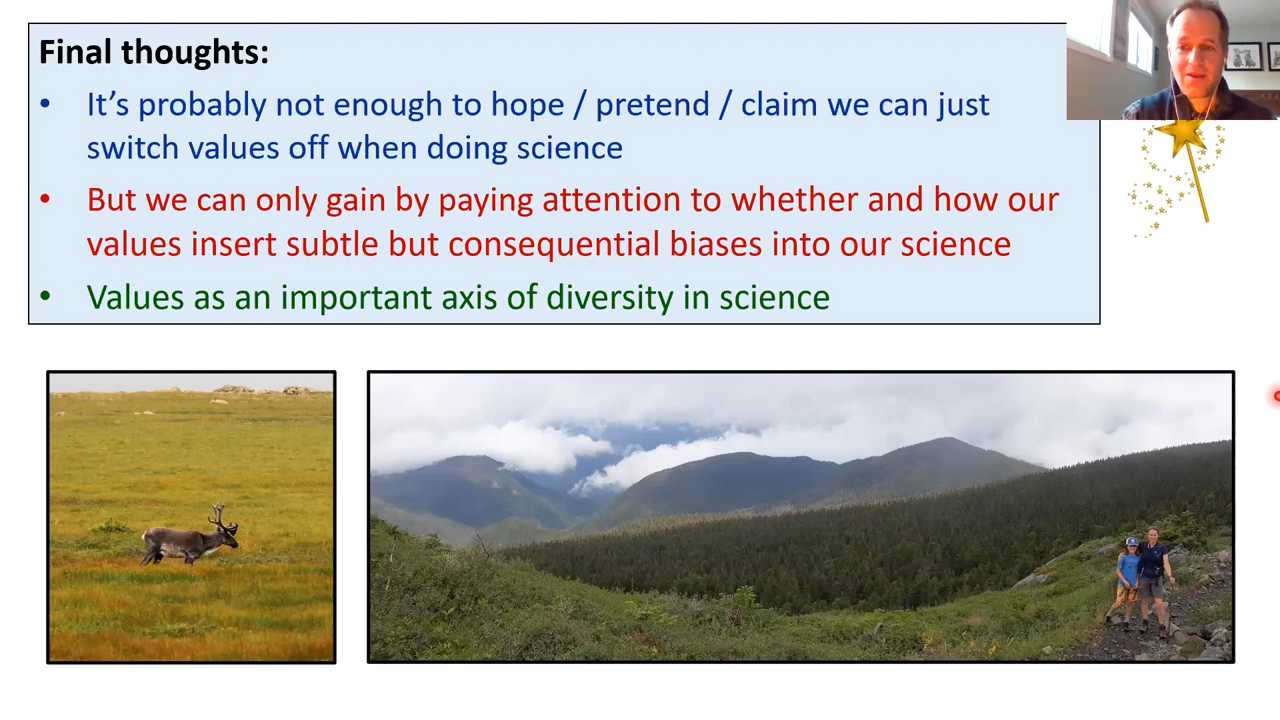 Final thoughts:
• It’s probably not enough to hope / pretend / claim we can just
switch values off when doing science
• But we can only gain by paying attention to whether and how our
values insert subtle but consequential biases into our science
• Values as an important axis of diversity in science